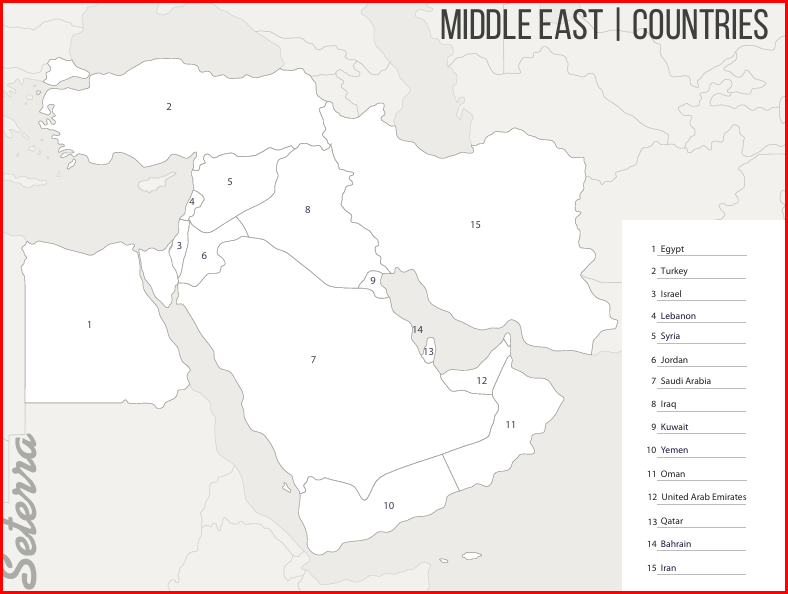 MIDDLE EAST | COUNTRIES
2
5
4
8
15
3
6
9
1
14
13
7
12
11
10
1 Egypt
2 Turkey
3 Israel
4 Lebanon
5 Syria
6 Jordan
7 Saudi Arabia
8 Iraq
9 Kuwait
10 Yemen
11 Oman
12 United Arab Emirates
13 Qatar
14 Bahrain
15 Iran
Seterra